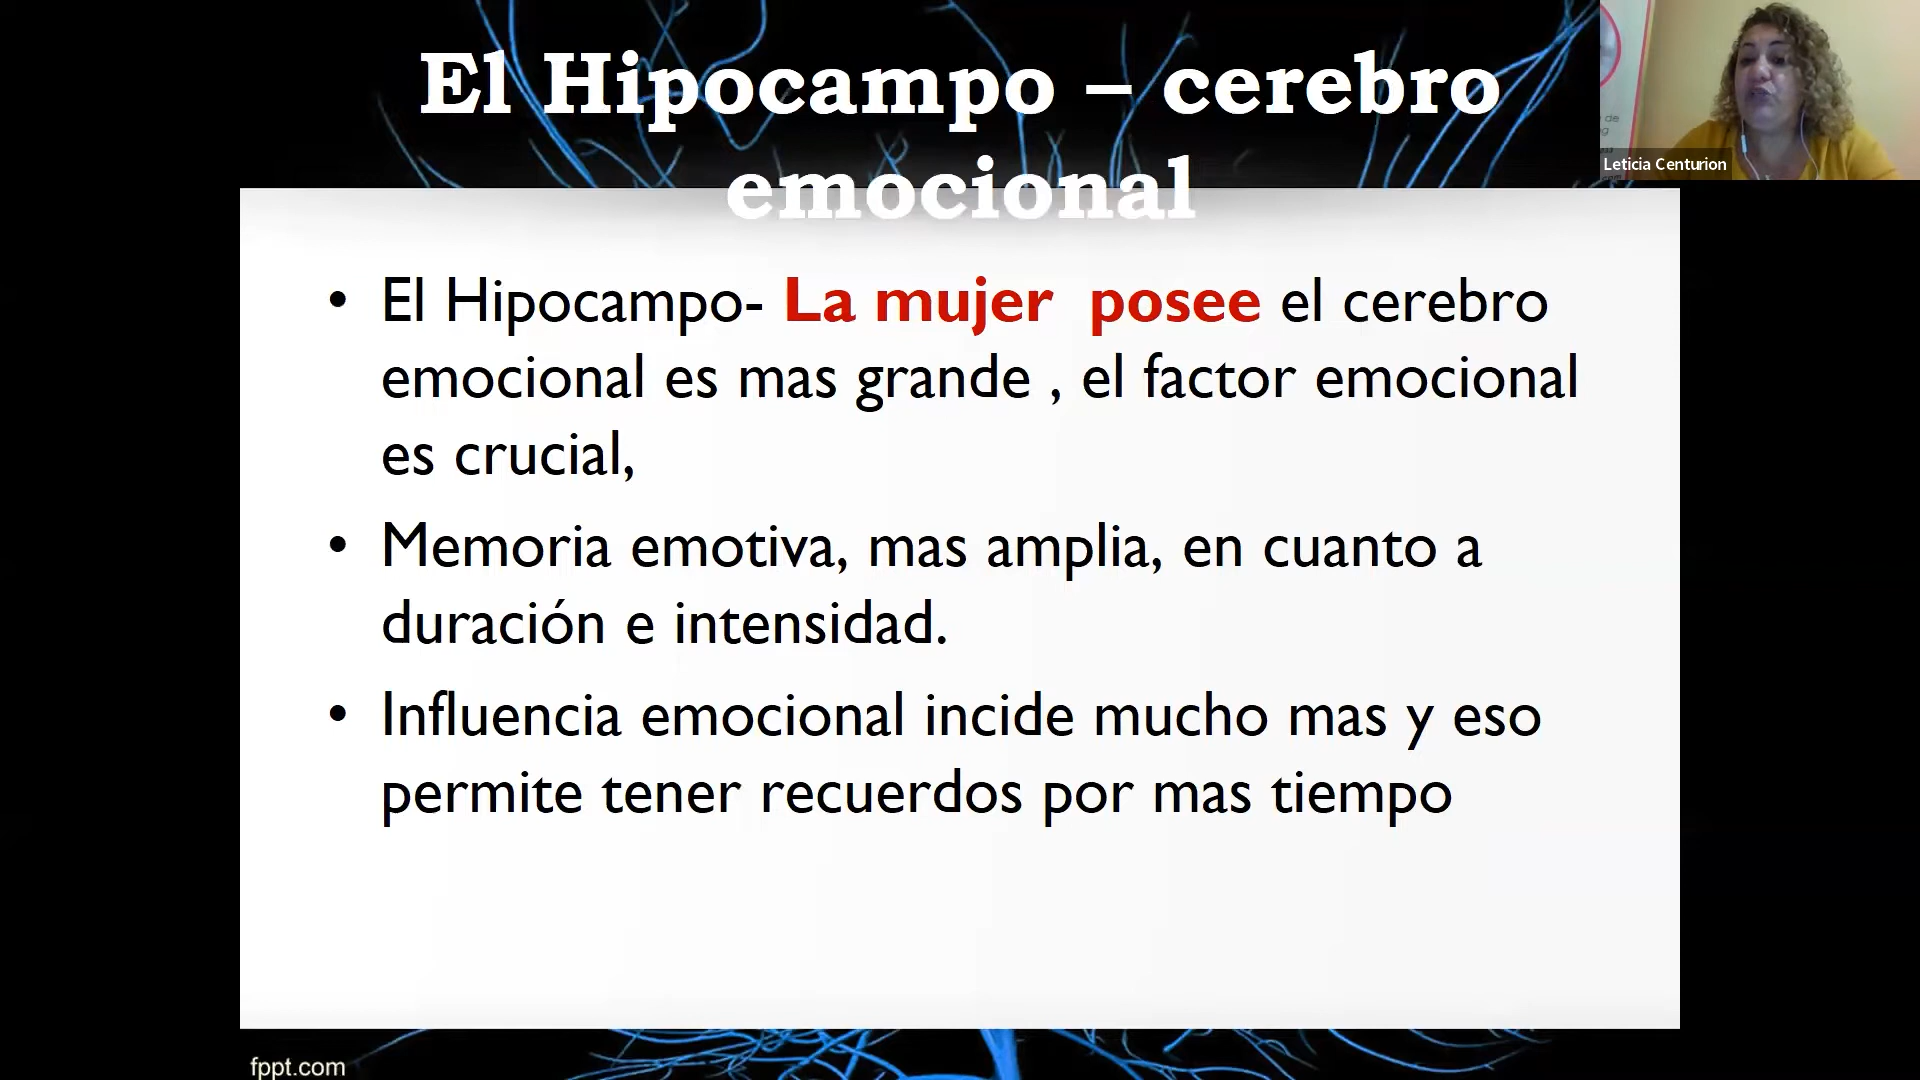 El Hipocampo – cerebro
emocional
• El Hipocampo- La mujer posee el cerebro
emocional es mas grande , el factor emocional
es crucial,
• Memoria emotiva, mas amplia, en cuanto a
duración e intensidad.
• Influencia emocional incide mucho mas y eso
permite tener recuerdos por mas tiempo
de
Leticia Centurion
fppt.com